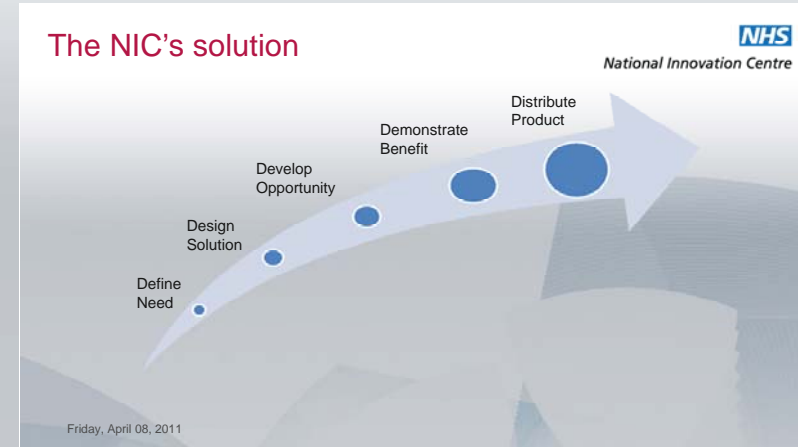 The NIC’s solution
NHS
National Innovation Centre
Distribute
Product
Demonstrate
Benefit
Develop
Opportunity
Design
Solution
Define
Need
Friday, April 08, 2011